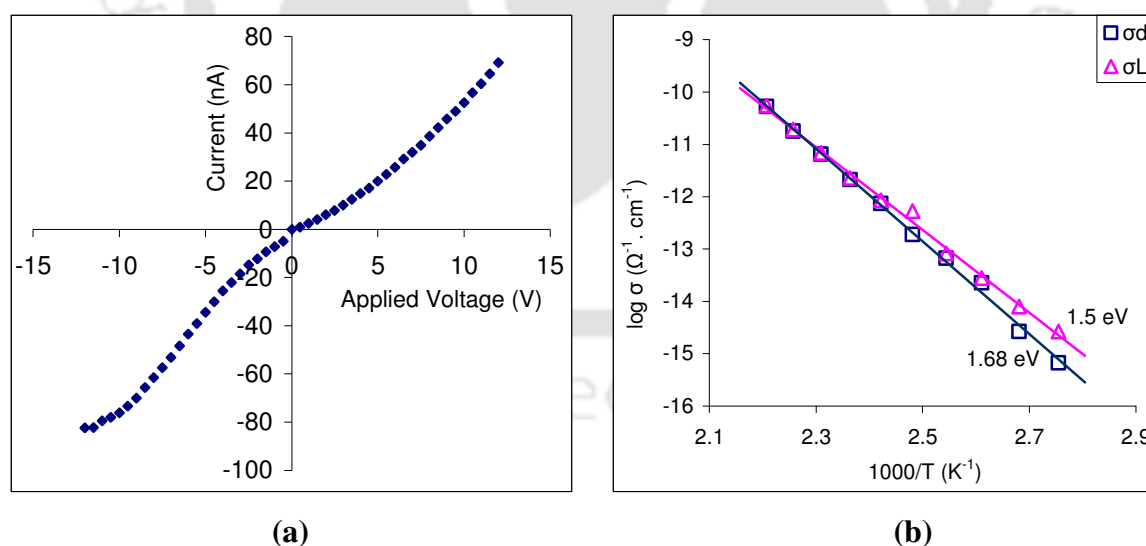 80
60
40
20
0
-20
-40
-60
-80
-100
-15 -10 -5 0 5 10 15
Current (nA)
Applied Voltage (V)
(a)
σd
σL
-9
-10
-11
-12
-13
-14
-15
-16
2.1 2.3 2.5 2.7 2.9
log σ (Ω⁻¹ . cm⁻¹)
1000/T (K⁻¹)
1.5 eV
1.68 eV
(b)